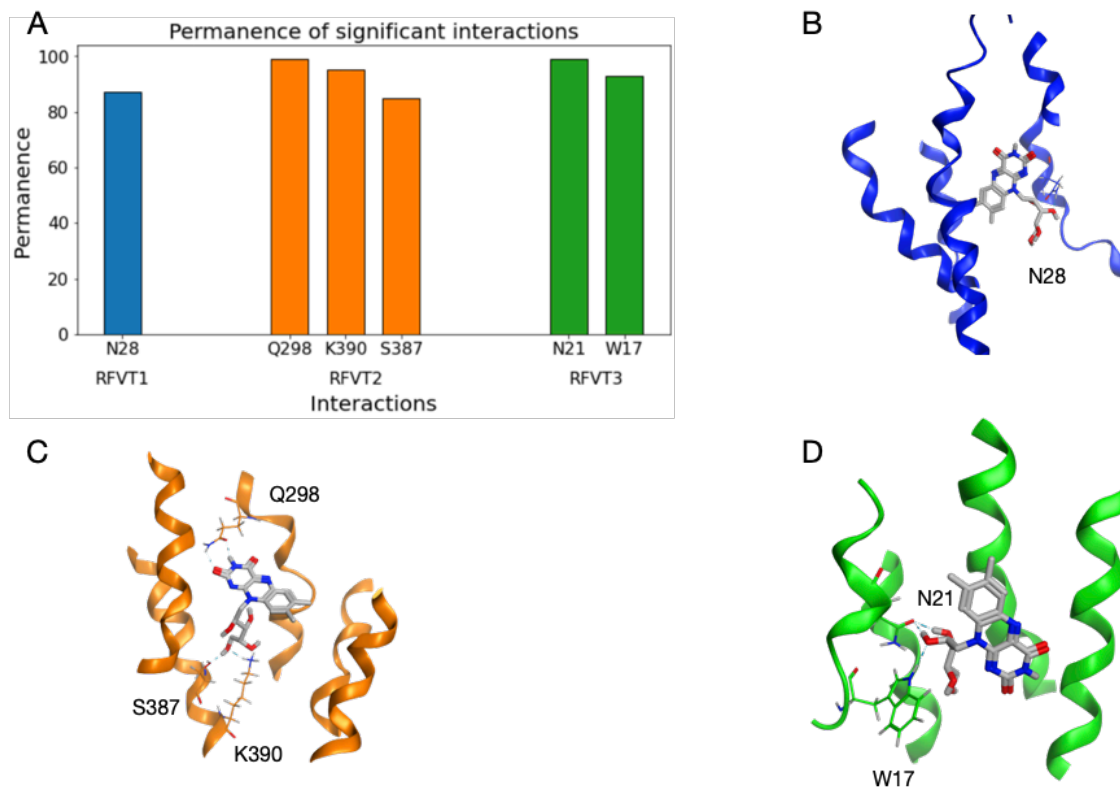 A
Permanence of significant interactions
Permanence
100
80
60
40
20
0
N28 Q298 K390 S387 N21 W17
RFVT1 RFVT2 RFVT3
Interactions
B
N28
C
Q298
S387
K390
D
N21
W17